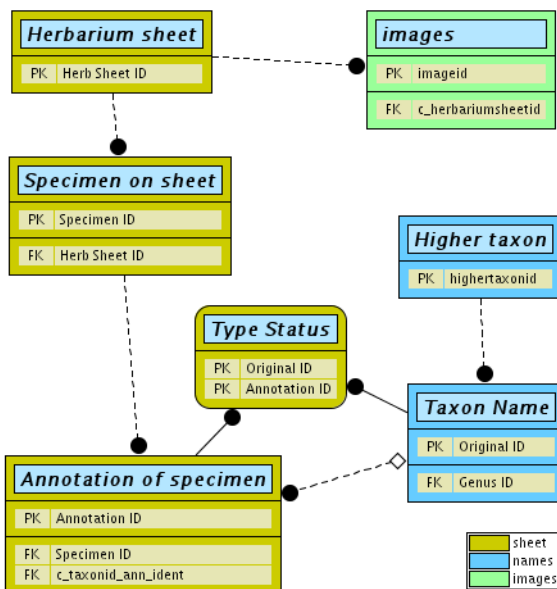 Herbarium sheet
PK Herb Sheet ID
images
PK imageid
FK c_herbariumsheetid
Specimen on sheet
PK Specimen ID
FK Herb Sheet ID
Higher taxon
PK highertaxonid
Type Status
PK Original ID
PK Annotation ID
Taxon Name
PK Original ID
FK Genus ID
Annotation of specimen
PK Annotation ID
FK Specimen ID
FK c_taxonid_ann_ident
sheet
names
images